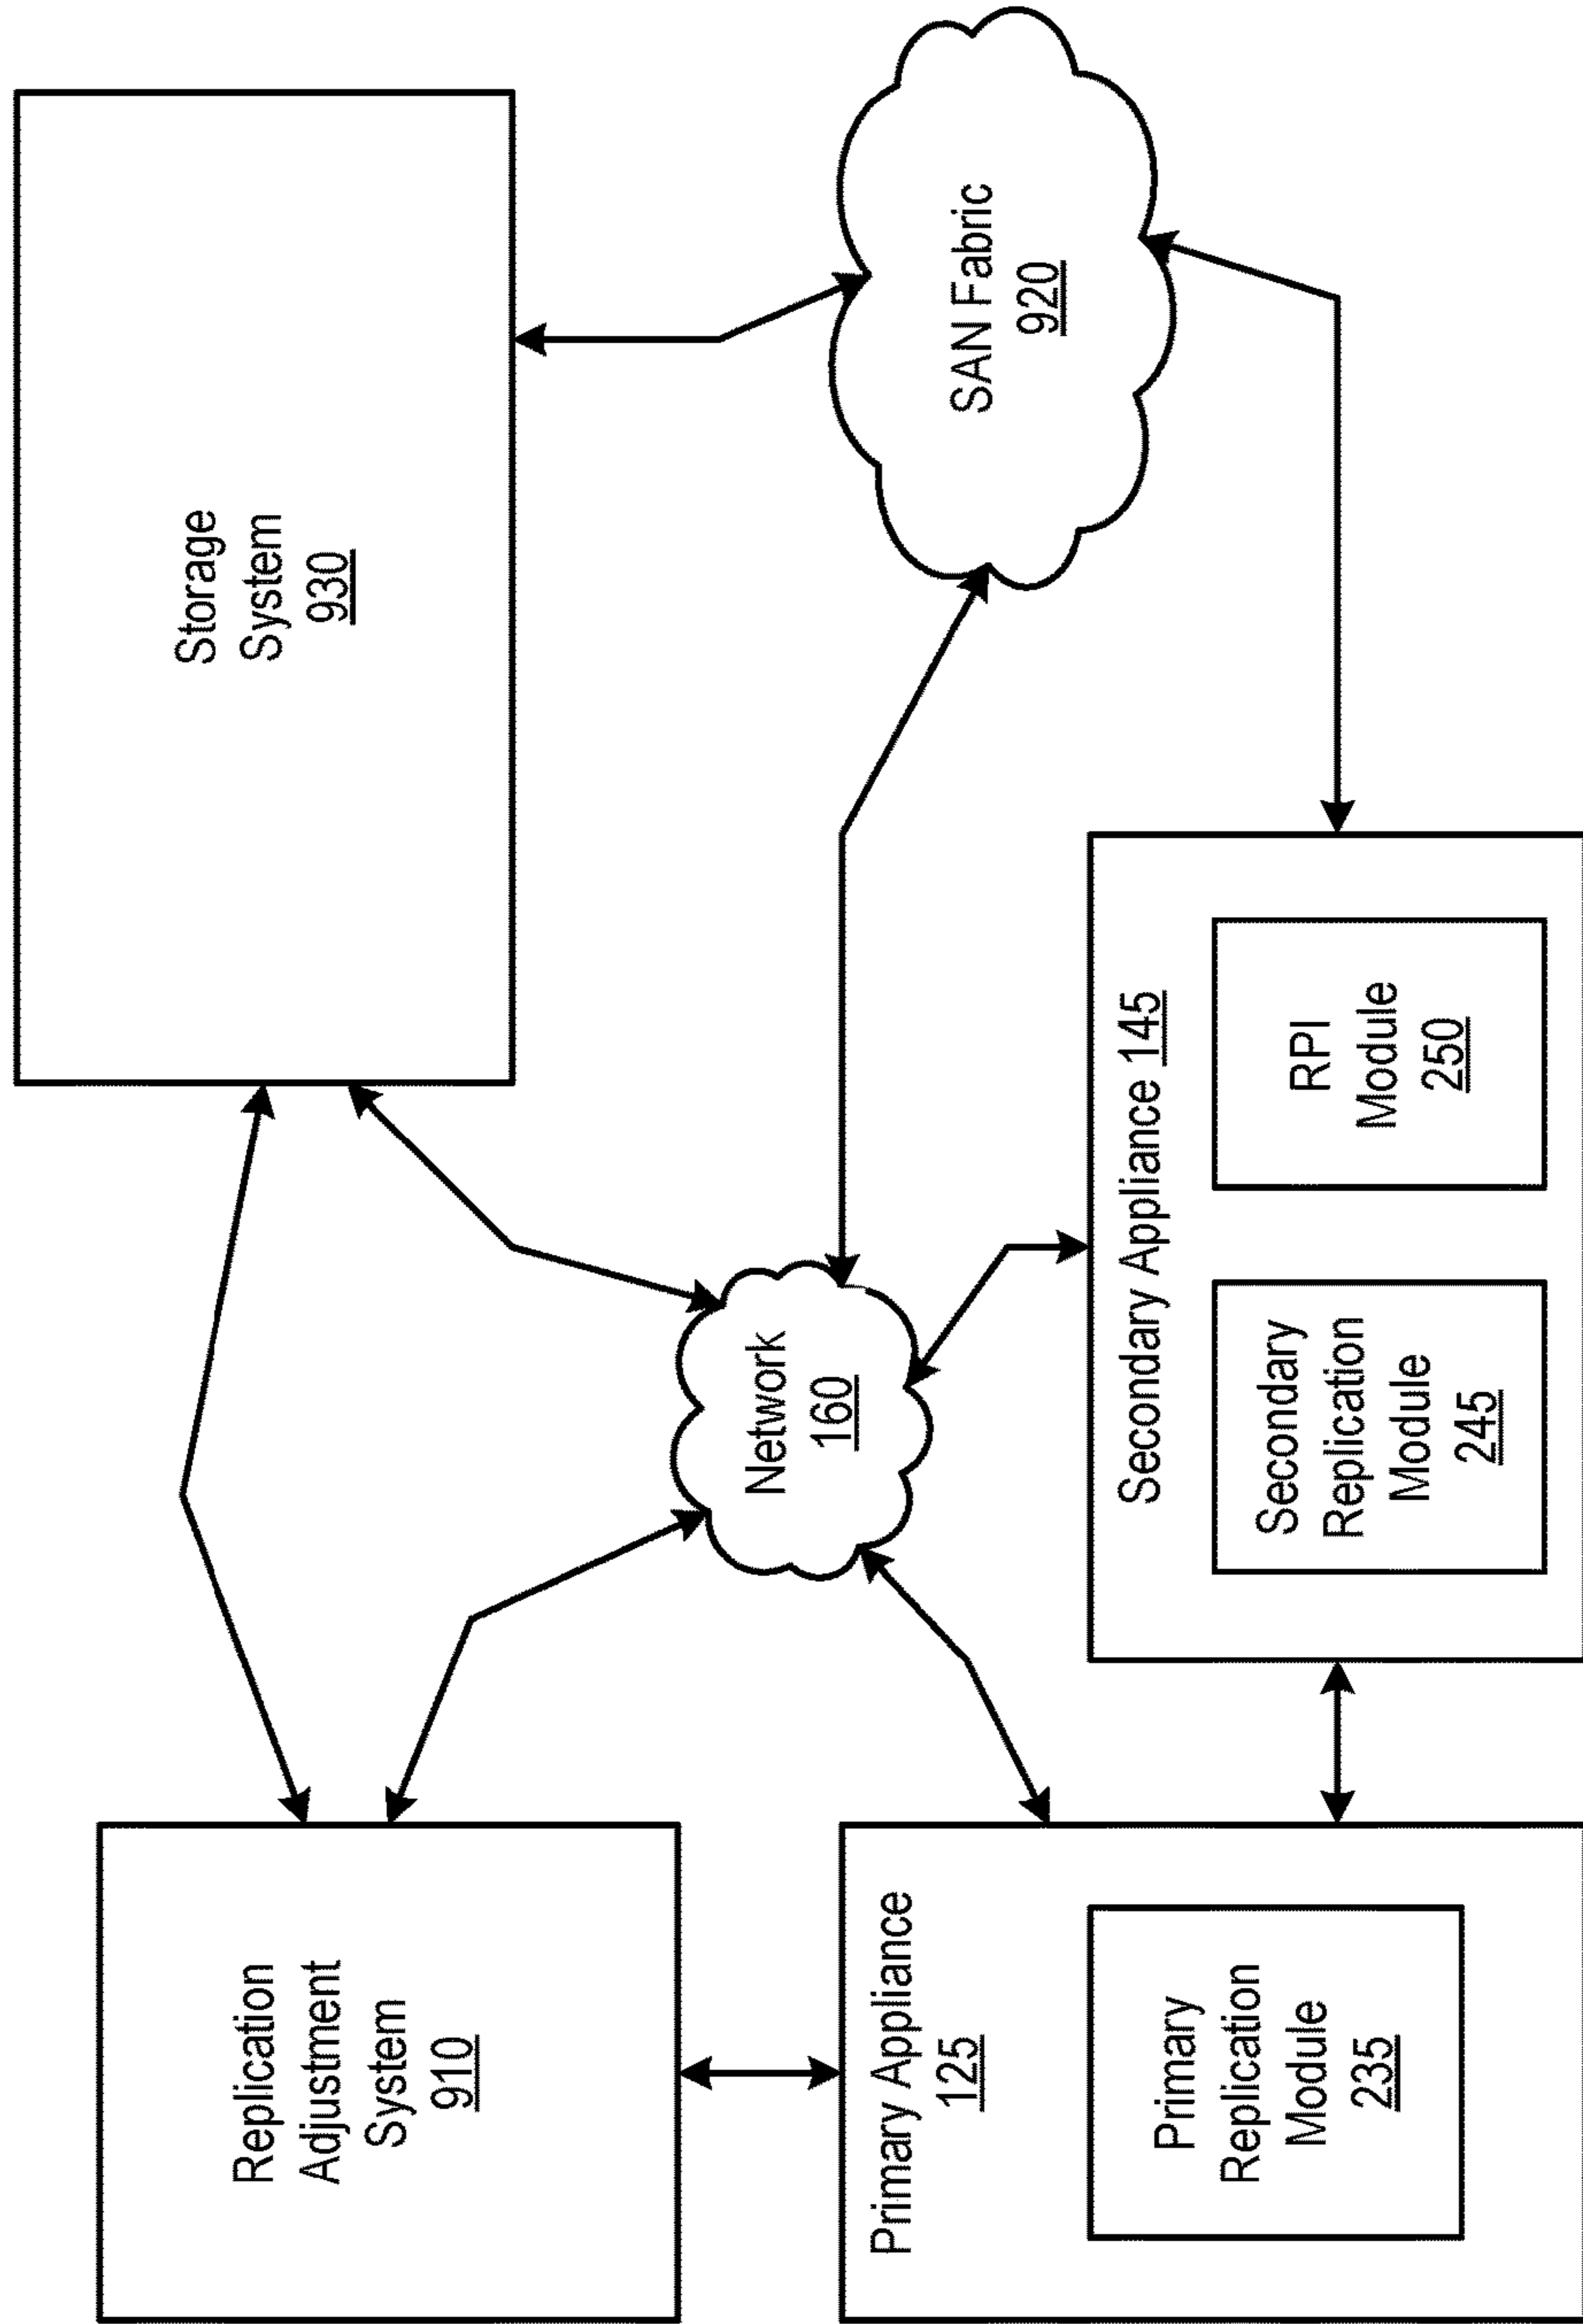 Replication
Adjustment
System
910
Storage
System
930
Network
160
Primary Appliance
125
Primary
Replication
Module
235
Secondary Appliance 145
Secondary
Replication
Module
245
RPI
Module
250
SAN Fabric
920